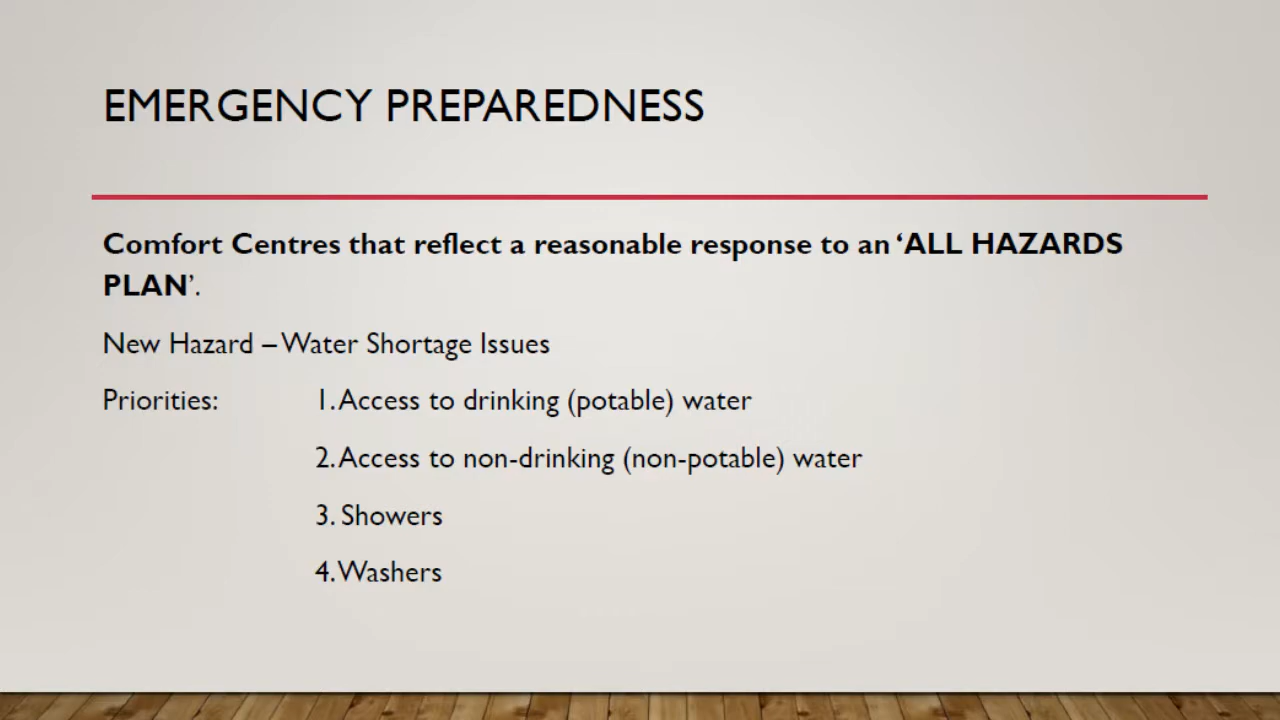 EMERGENCY PREPAREDNESS
Comfort Centres that reflect a reasonable response to an ‘ALL HAZARDS
PLAN’.
New Hazard – Water Shortage Issues
Priorities: 1. Access to drinking (potable) water
2. Access to non-drinking (non-potable) water
3. Showers
4. Washers